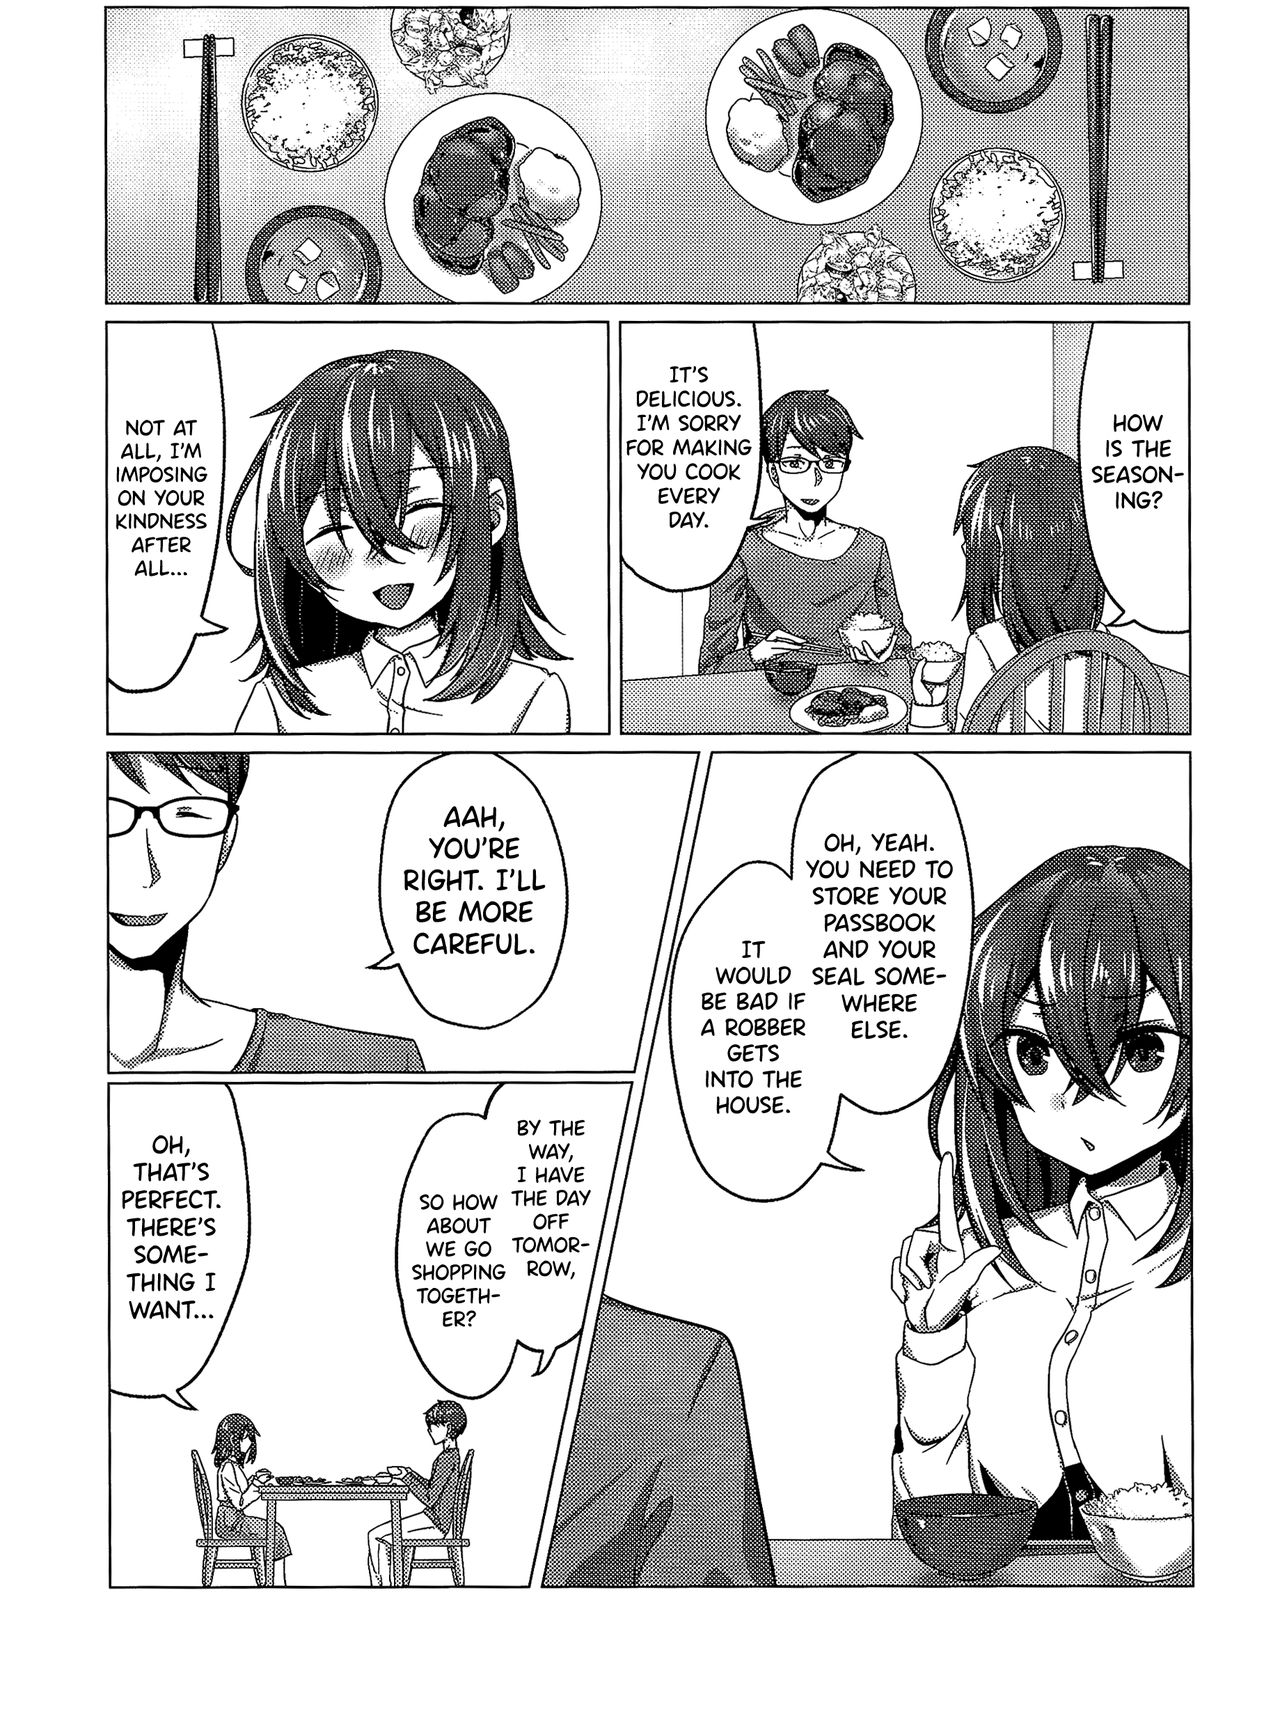 HOW
IS THE
SEASON-
ING?
IT'S
DELICIOUS.
I'M SORRY
FOR MAKING
YOU COOK
EVERY
DAY.
NOT AT
ALL, I'M
IMPOSING
ON YOUR
KINDNESS
AFTER
ALL...
OH, YEAH.
YOU NEED TO
STORE YOUR
PASSBOOK
AND YOUR
SEAL SOME-
WHERE
ELSE.
IT
WOULD
BE BAD IF
A ROBBER
GETS
INTO THE
HOUSE.
AAH,
YOU'RE
RIGHT. I'LL
BE MORE
CAREFUL.
BY THE
WAY,
I HAVE
THE DAY
OFF
TOMOR-
ROW,
SO HOW
ABOUT
WE GO
SHOPPING
TOGETH-
ER?
OH,
THAT'S
PERFECT.
THERE'S
SOME-
THING I
WANT...